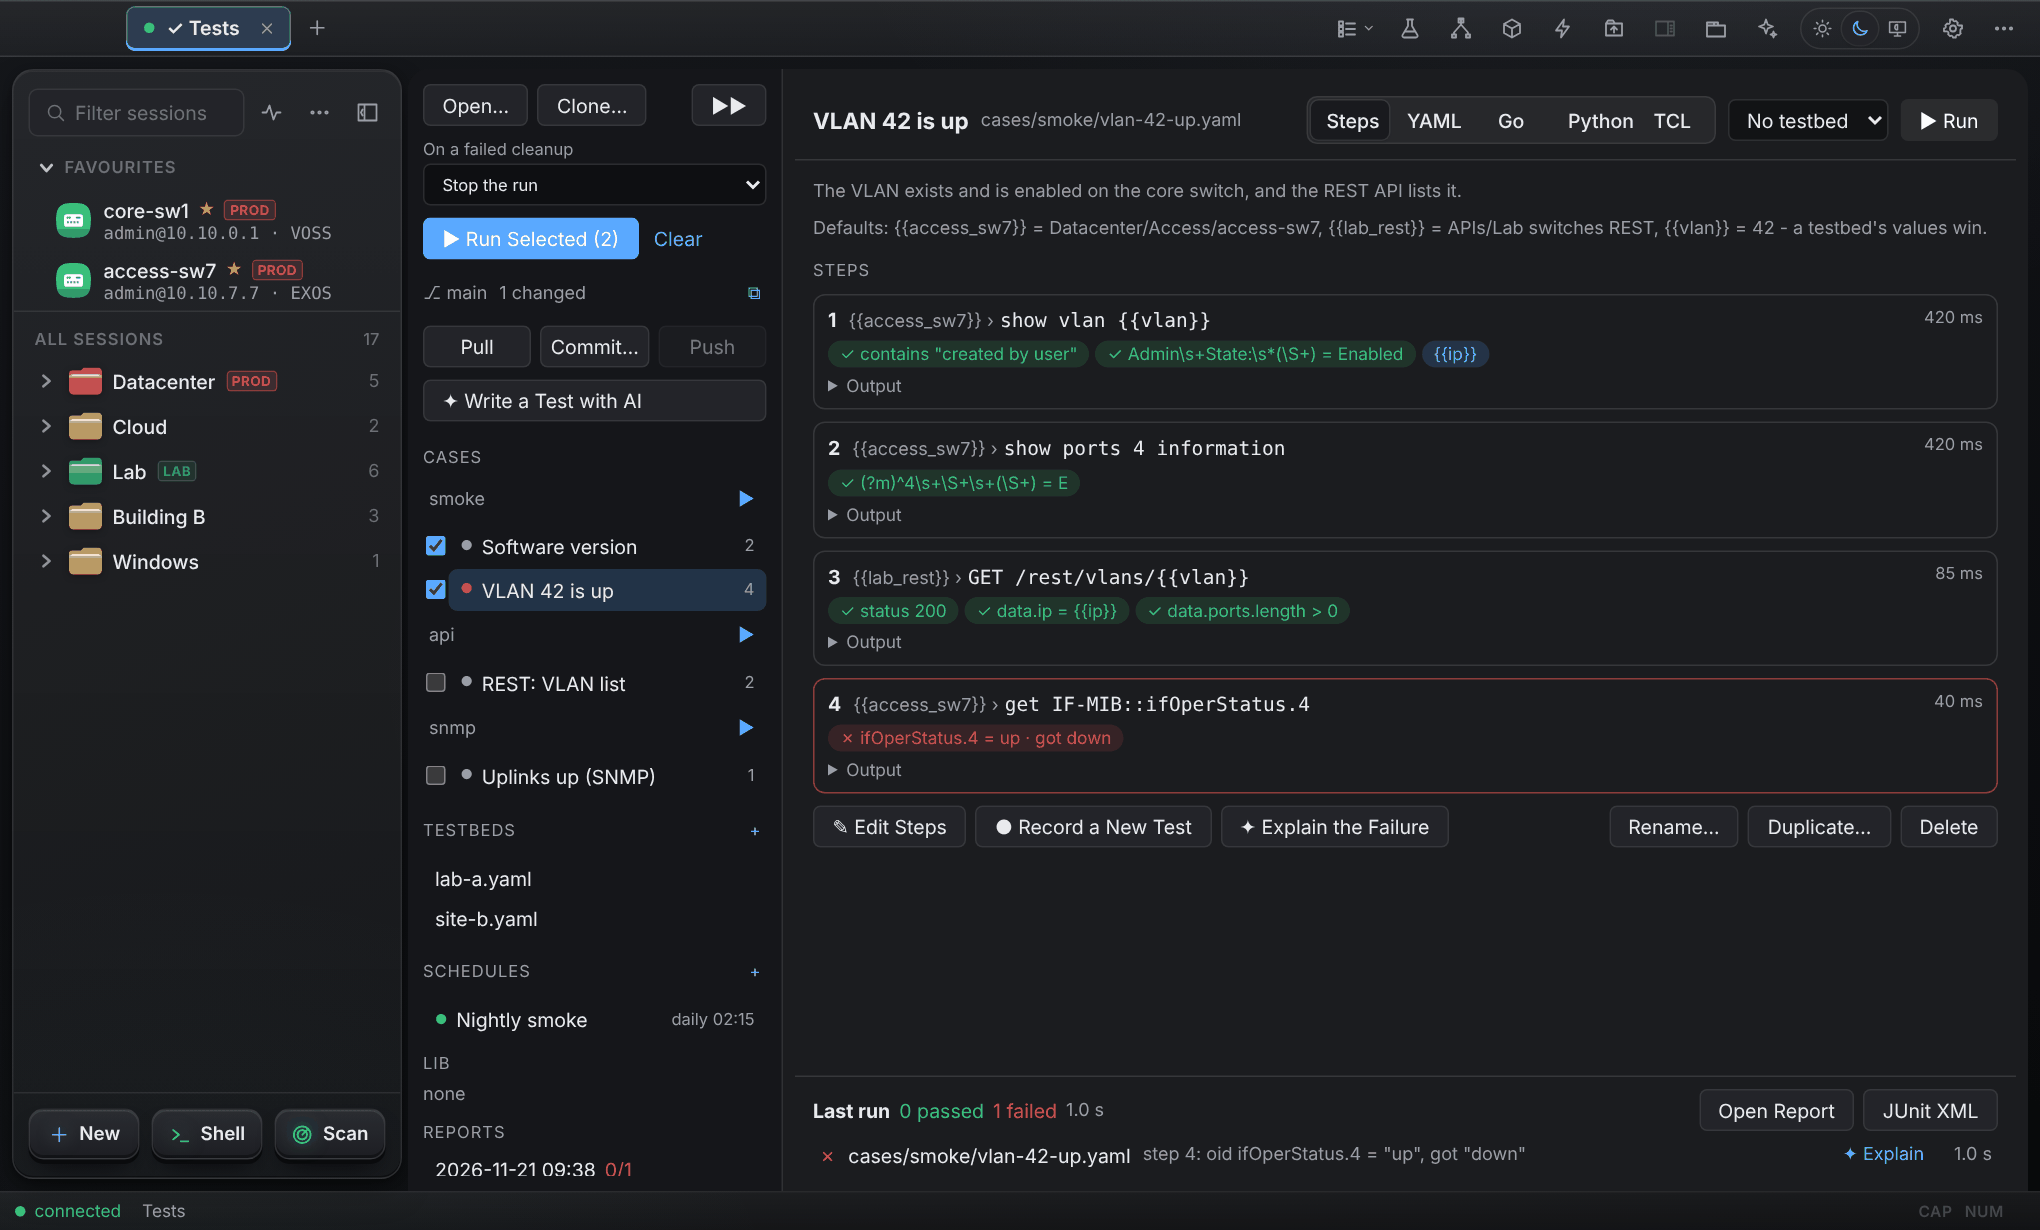 ✓ Tests
Filter sessions
FAVOURITES
core-sw1 ★ PROD
admin@10.10.0.1 · VOSS
access-sw7 ★ PROD
admin@10.10.7.7 · EXOS
ALL SESSIONS 17
Datacenter PROD 5
Cloud 2
Lab LAB 6
Building B 3
Windows 1
+ New
>_ Shell
Scan
Open...
Clone...
On a failed cleanup
Stop the run
▶ Run Selected (2)
Clear
main 1 changed
Pull
Commit...
Push
✦ Write a Test with AI
CASES
smoke
Software version 2
VLAN 42 is up 4
api
REST: VLAN list 2
snmp
Uplinks up (SNMP) 1
TESTBEDS +
lab-a.yaml
site-b.yaml
SCHEDULES +
Nightly smoke daily 02:15
LIB
none
REPORTS
2026-11-21 09:38 0/1
VLAN 42 is up cases/smoke/vlan-42-up.yaml
Steps YAML Go Python TCL
No testbed
▶ Run
The VLAN exists and is enabled on the core switch, and the REST API lists it.
Defaults: {{access_sw7}} = Datacenter/Access/access-sw7, {{lab_rest}} = APIs/Lab switches REST, {{vlan}} = 42 - a testbed's values win.
STEPS
1 {{access_sw7}} › show vlan {{vlan}} 420 ms
✓ contains "created by user" ✓ Admin\s+State:\s*(\S+) = Enabled {{ip}}
▶ Output
2 {{access_sw7}} › show ports 4 information 420 ms
✓ (?m)^4\s+\S+\s+(\S+) = E
▶ Output
3 {{lab_rest}} › GET /rest/vlans/{{vlan}} 85 ms
✓ status 200 ✓ data.ip = {{ip}} ✓ data.ports.length > 0
▶ Output
4 {{access_sw7}} › get IF-MIB::ifOperStatus.4 40 ms
✕ ifOperStatus.4 = up · got down
▶ Output
✎ Edit Steps
● Record a New Test
✦ Explain the Failure
Rename...
Duplicate...
Delete
Last run 0 passed 1 failed 1.0 s
Open Report
JUnit XML
✕ cases/smoke/vlan-42-up.yaml step 4: oid ifOperStatus.4 = "up", got "down" ✦ Explain 1.0 s
connected Tests
CAP NUM